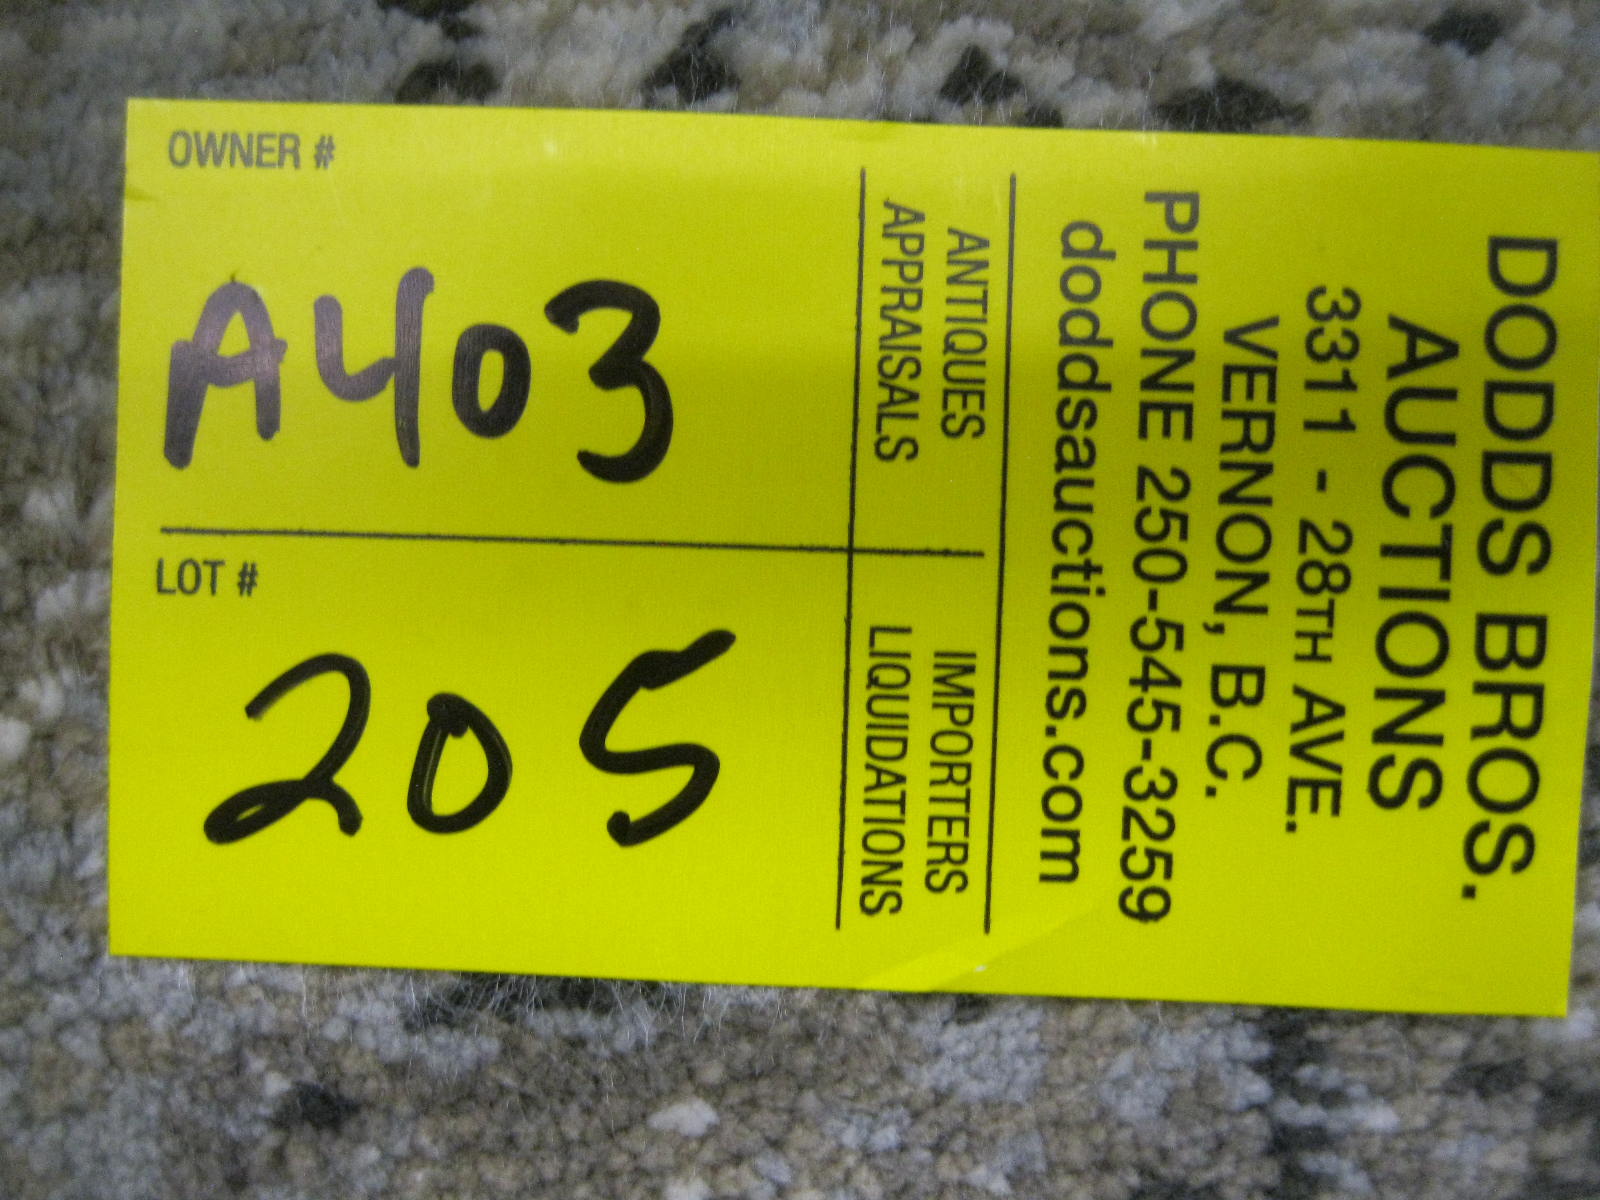 DODDS BROS.
AUCTIONS
3311 - 28TH AVE.
VERNON, B.C.
PHONE 250-545-3259
doddsauctions.com
ANTIQUES
APPRAISALS
IMPORTERS
LIQUIDATIONS
OWNER #
A403
LOT #
205